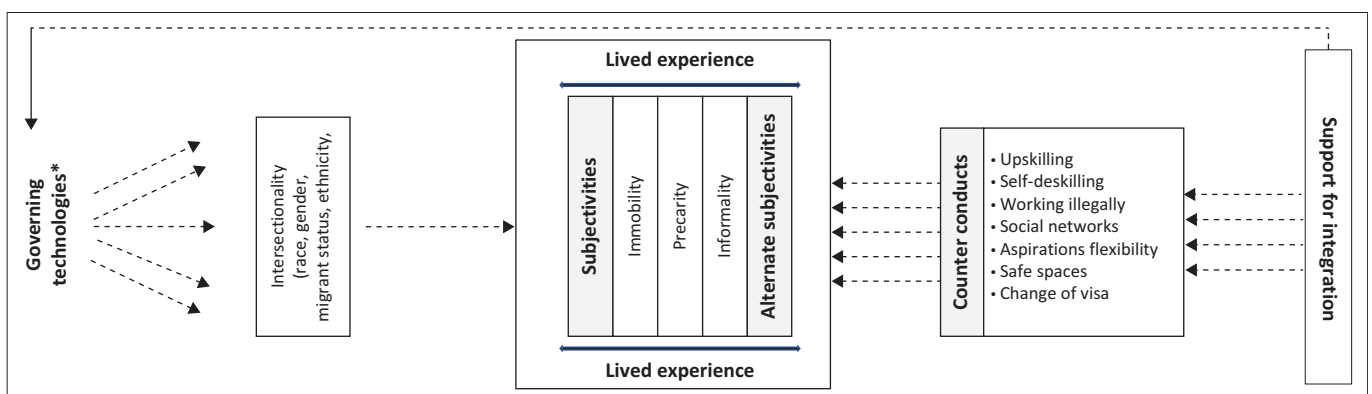 Governing
technologies*
Intersectionality
(race, gender,
migrant status, ethnicity,
Lived experience
Subjectivities
Immobility
Precarity
Informality
Alternate subjectivities
Lived experience
Counter conducts
• Upskilling
• Self-deskilling
• Working illegally
• Social networks
• Aspirations flexibility
• Safe spaces
• Change of visa
Support for integration